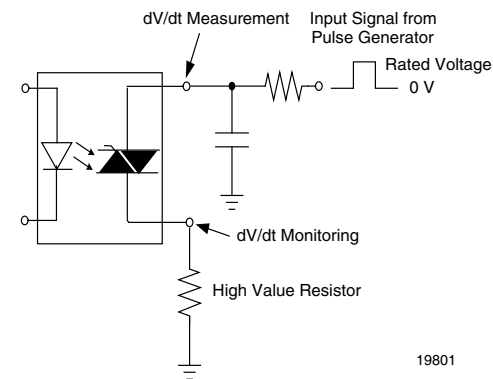 dV/dt Measurement
Input Signal from
Pulse Generator
Rated Voltage
0 V
dV/dt Monitoring
High Value Resistor
19801